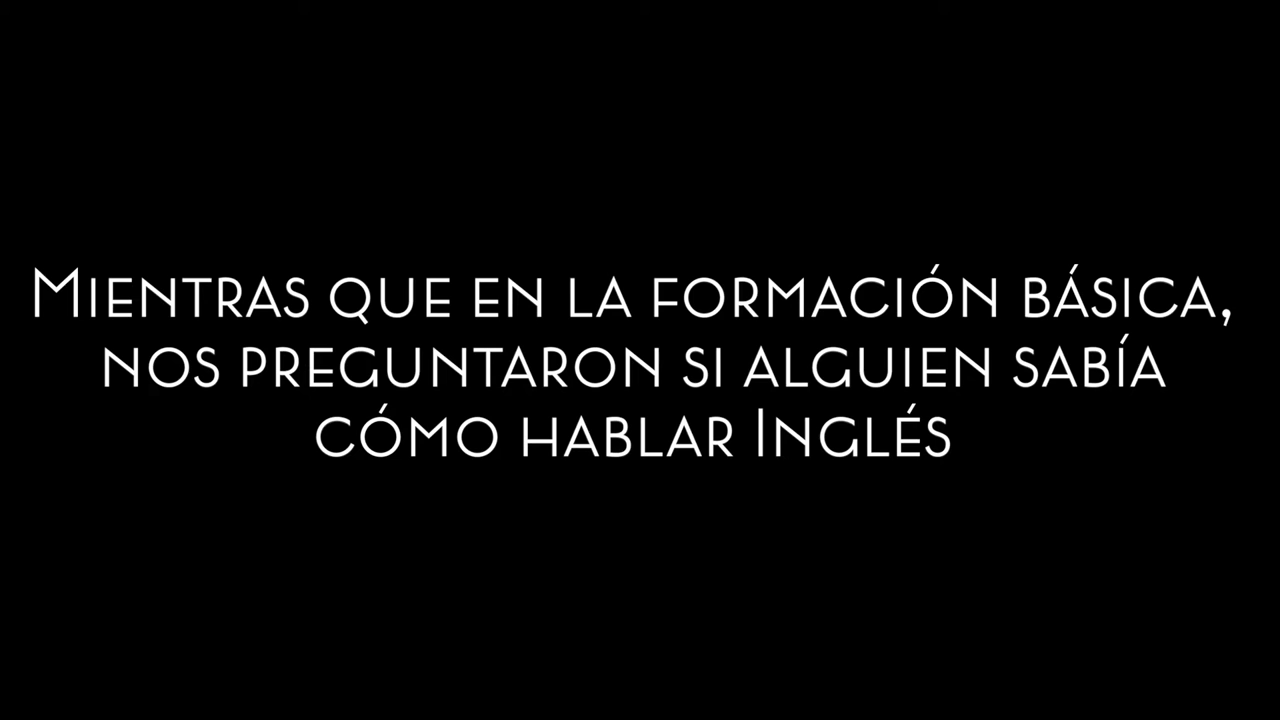 Mientras que en la formación básica,
nos preguntaron si alguien sabía
cómo hablar Inglés